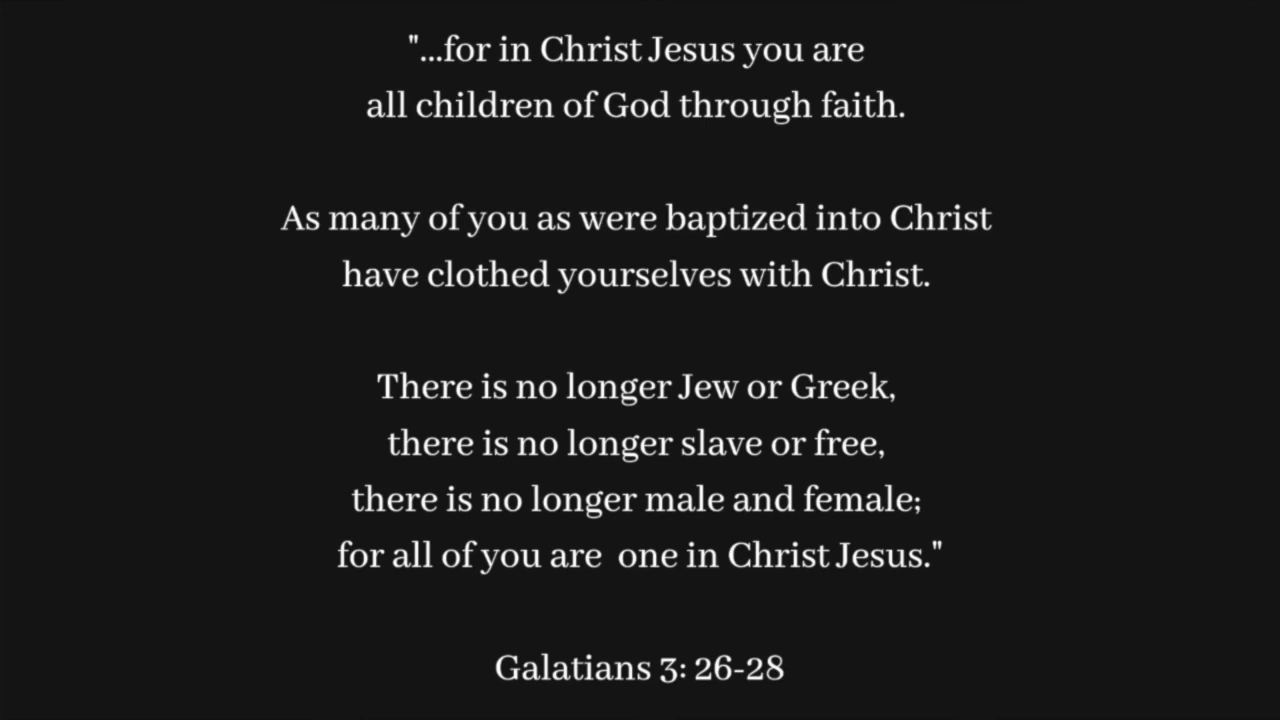 "...for in Christ Jesus you are
all children of God through faith.
As many of you as were baptized into Christ
have clothed yourselves with Christ.
There is no longer Jew or Greek,
there is no longer slave or free,
there is no longer male and female;
for all of you are  one in Christ Jesus."
Galatians 3: 26-28